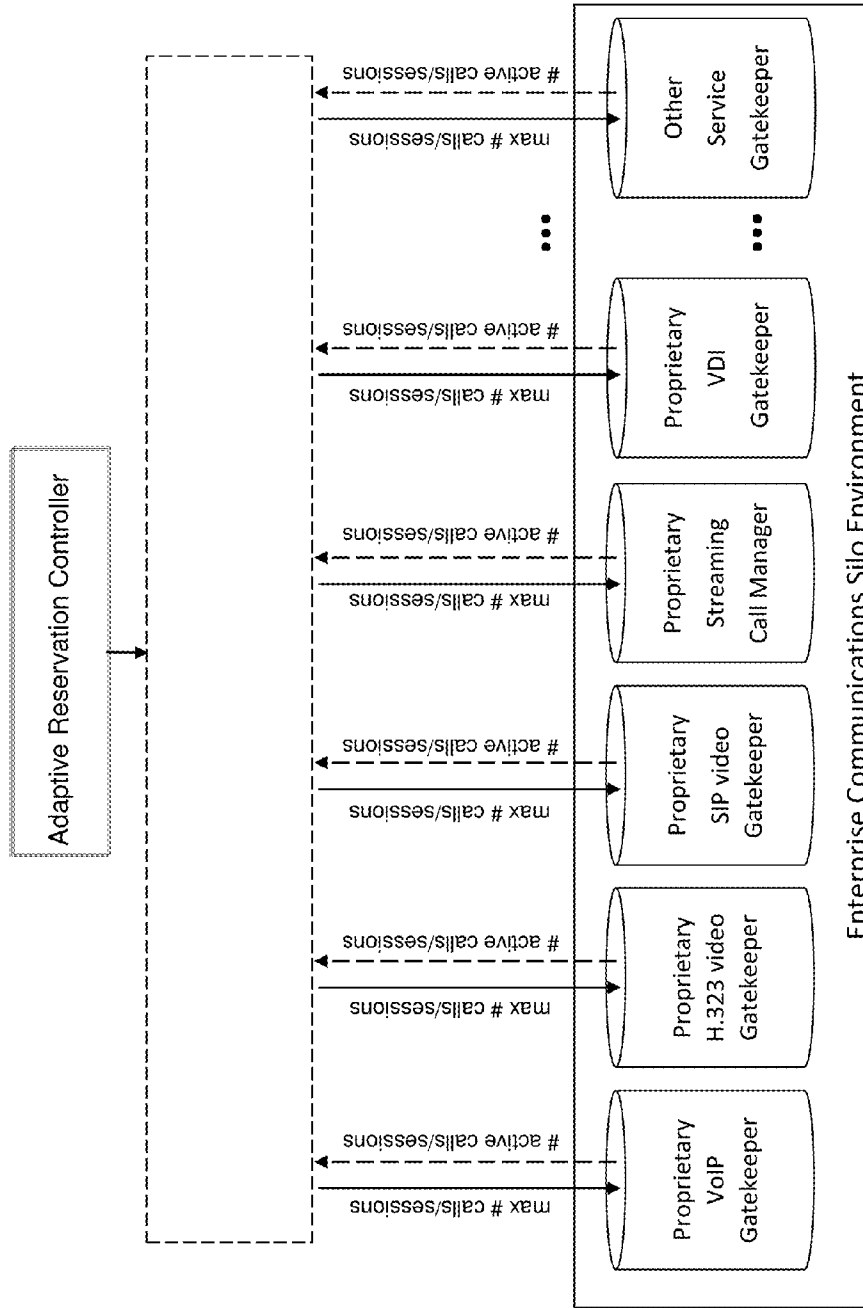 Adaptive Reservation Controller
max # calls/sessions
# active calls/sessions
max # calls/sessions
# active calls/sessions
max # calls/sessions
# active calls/sessions
max # calls/sessions
# active calls/sessions
max # calls/sessions
# active calls/sessions
max # calls/sessions
# active calls/sessions
•••
Proprietary
VoIP
Gatekeeper
Proprietary
H.323 video
Gatekeeper
Proprietary
SIP video
Gatekeeper
Proprietary
Streaming
Call Manager
Proprietary
VDI
Gatekeeper
•••
Other
Service
Gatekeeper
Enterprise Communications Silo Environment